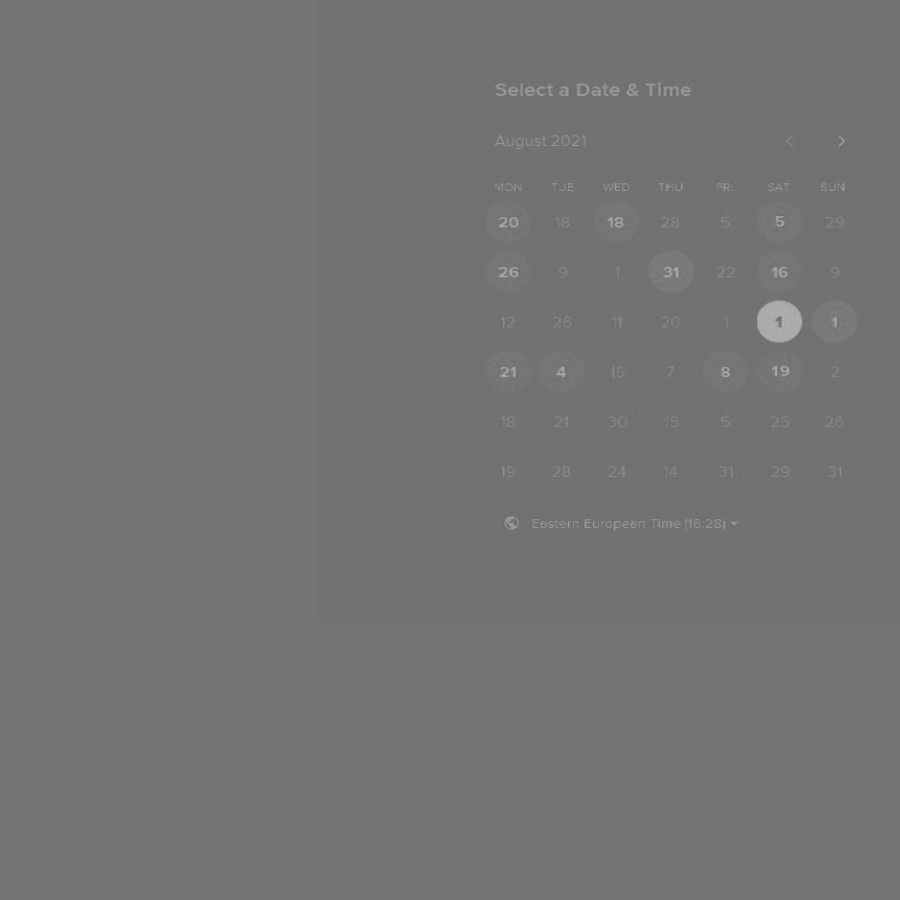 Select a Date & Time
August 2021
MON TUE WED THU FRI SAT SUN
20 18 18 28 5 5 29
26 9 1 31 22 16 9
12 26 11 20 1 1 1
21 4 15 7 8 19 2
18 21 30 15 5 25 26
19 28 24 14 31 29 31
Eastern European Time (16:28)